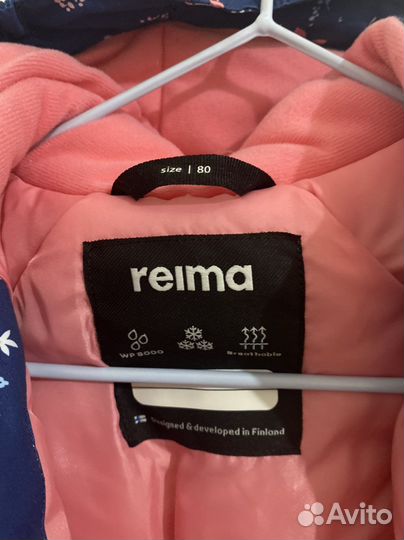 size | 80
reima
WP 8000
Breathable
Designed & developed in Finland
Avito